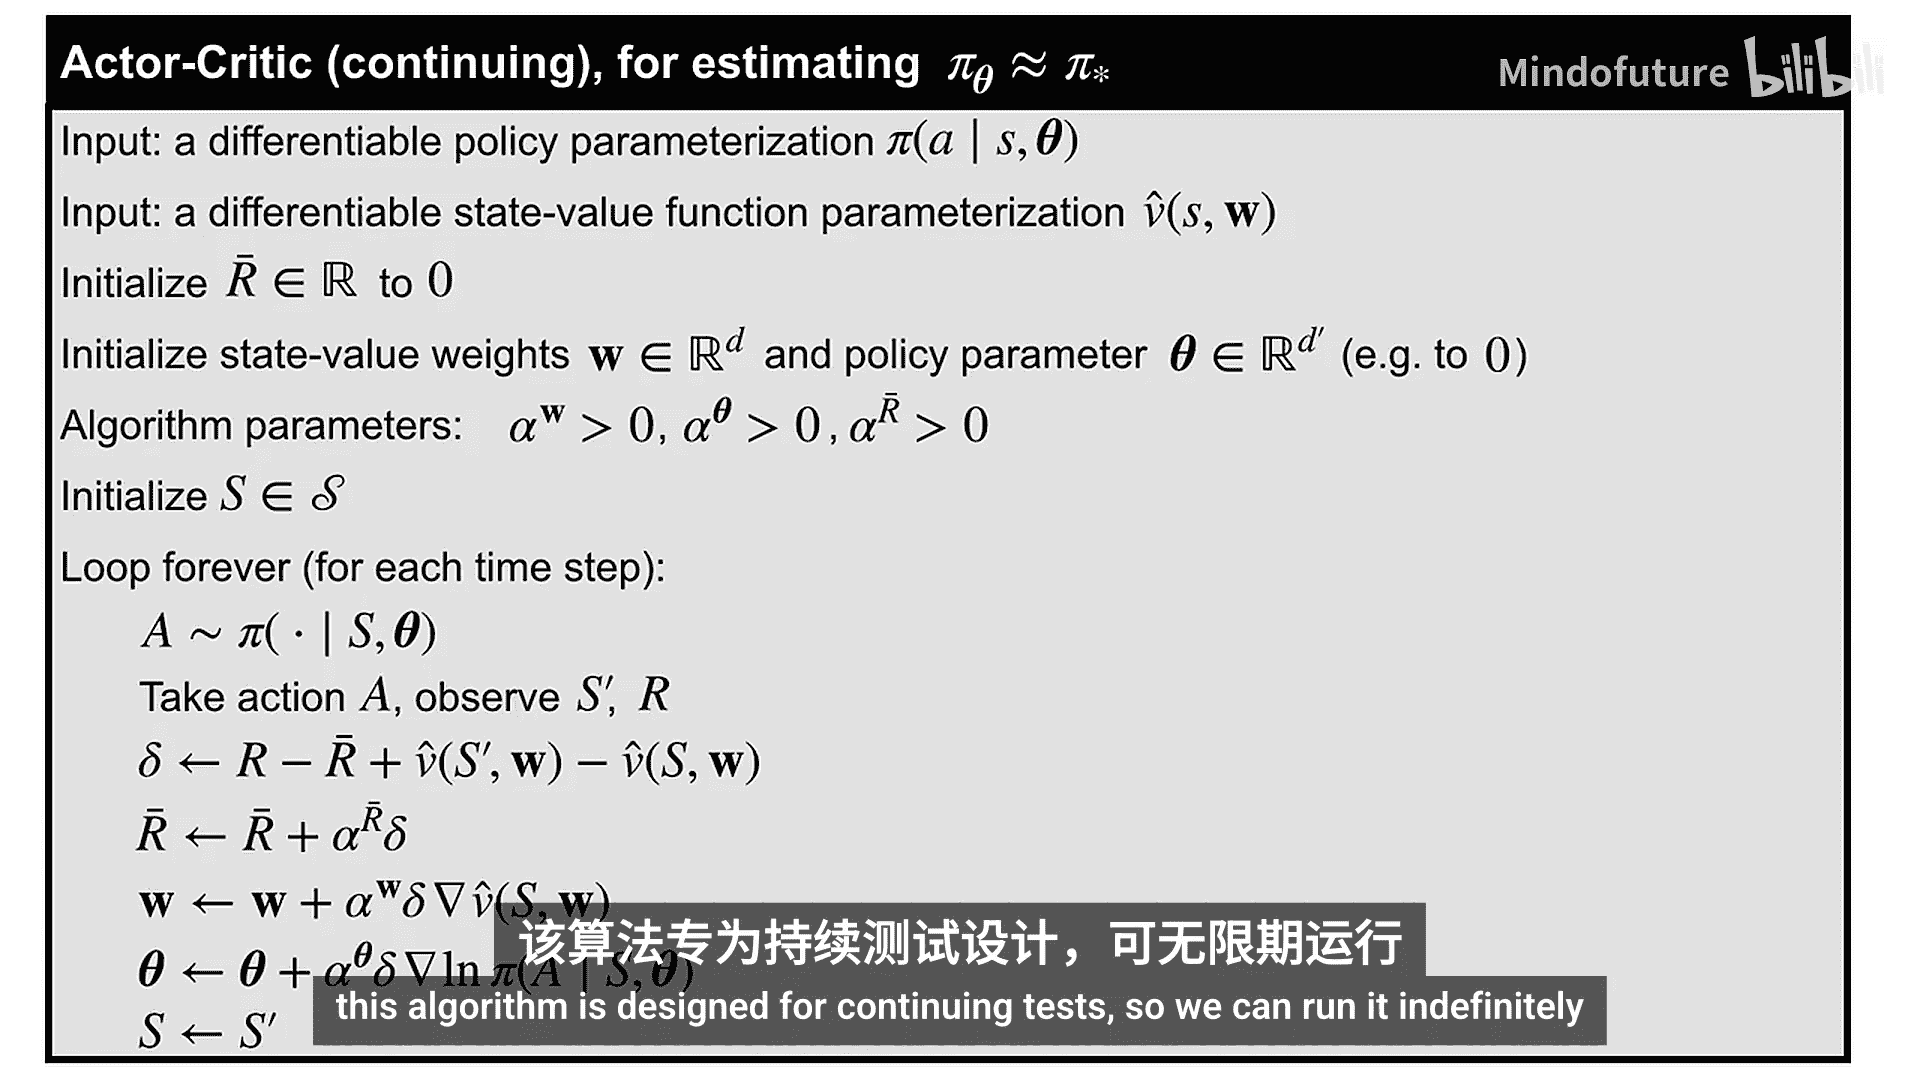 Actor-Critic (continuing), for estimating π_θ ≈ π_*
Mindofuture bilibili
Input: a differentiable policy parameterization π(a | s, θ)
Input: a differentiable state-value function parameterization v̂(s, w)
Initialize R̄ ∈ ℝ to 0
Initialize state-value weights w ∈ ℝ^d and policy parameter θ ∈ ℝ^d′ (e.g. to 0)
Algorithm parameters: α^w > 0, α^θ > 0, α^R̄ > 0
Initialize S ∈ 𝒮
Loop forever (for each time step):
A ~ π( · | S, θ)
Take action A, observe S′, R
δ ← R − R̄ + v̂(S′, w) − v̂(S, w)
R̄ ← R̄ + α^R̄ δ
w ← w + α^w δ ∇ v̂(S, w)
θ ← θ + α^θ δ ∇ ln π(A | S, θ)
S ← S′
该算法专为持续测试设计，可无限期运行
this algorithm is designed for continuing tests, so we can run it indefinitely